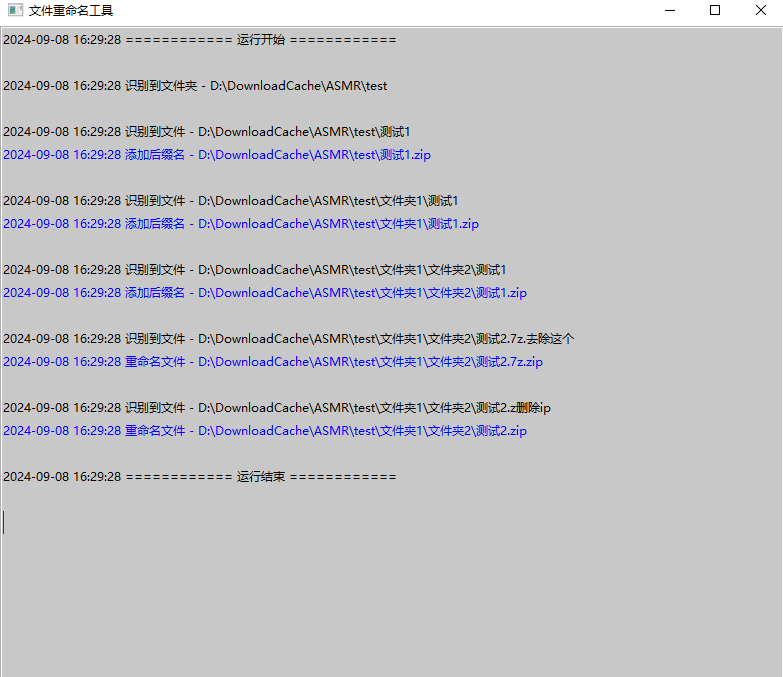 文件重命名工具
2024-09-08 16:29:28 ============ 运行开始 ============
2024-09-08 16:29:28 识别到文件夹 - D:\DownloadCache\ASMR\test
2024-09-08 16:29:28 识别到文件 - D:\DownloadCache\ASMR\test\测试1
2024-09-08 16:29:28 添加后缀名 - D:\DownloadCache\ASMR\test\测试1.zip
2024-09-08 16:29:28 识别到文件 - D:\DownloadCache\ASMR\test\文件夹1\测试1
2024-09-08 16:29:28 添加后缀名 - D:\DownloadCache\ASMR\test\文件夹1\测试1.zip
2024-09-08 16:29:28 识别到文件 - D:\DownloadCache\ASMR\test\文件夹1\文件夹2\测试1
2024-09-08 16:29:28 添加后缀名 - D:\DownloadCache\ASMR\test\文件夹1\文件夹2\测试1.zip
2024-09-08 16:29:28 识别到文件 - D:\DownloadCache\ASMR\test\文件夹1\文件夹2\测试2.7z.去除这个
2024-09-08 16:29:28 重命名文件 - D:\DownloadCache\ASMR\test\文件夹1\文件夹2\测试2.7z.zip
2024-09-08 16:29:28 识别到文件 - D:\DownloadCache\ASMR\test\文件夹1\文件夹2\测试2.z删除ip
2024-09-08 16:29:28 重命名文件 - D:\DownloadCache\ASMR\test\文件夹1\文件夹2\测试2.zip
2024-09-08 16:29:28 ============ 运行结束 ============